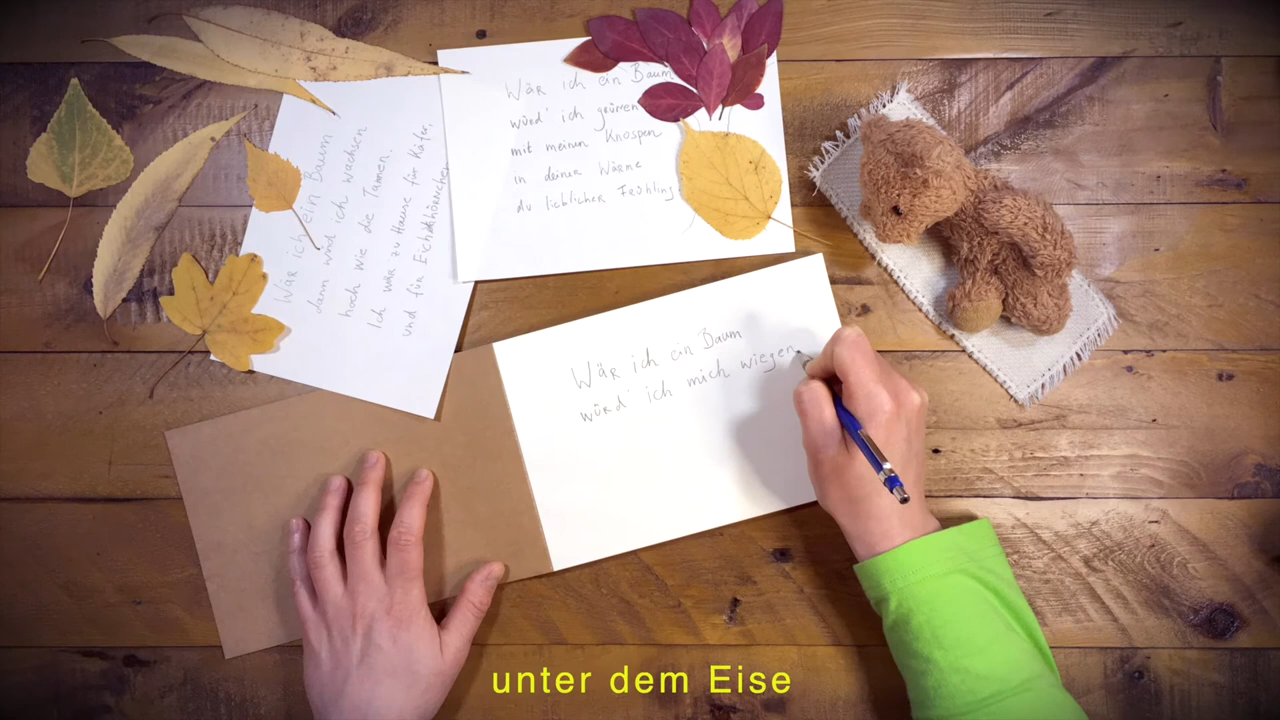 Wär ich ein Baum
dann würd ich wachsen
hoch wie die Tannen.
Ich wär zu Hause für Käfer,
und für Eichhörnchen
Wär ich ein Baum
würd' ich grünen
mit meinen Knospen
in deiner Wärme
du lieblicher Frühling
Wär ich ein Baum
würd' ich mich wiegen
unter dem Eise